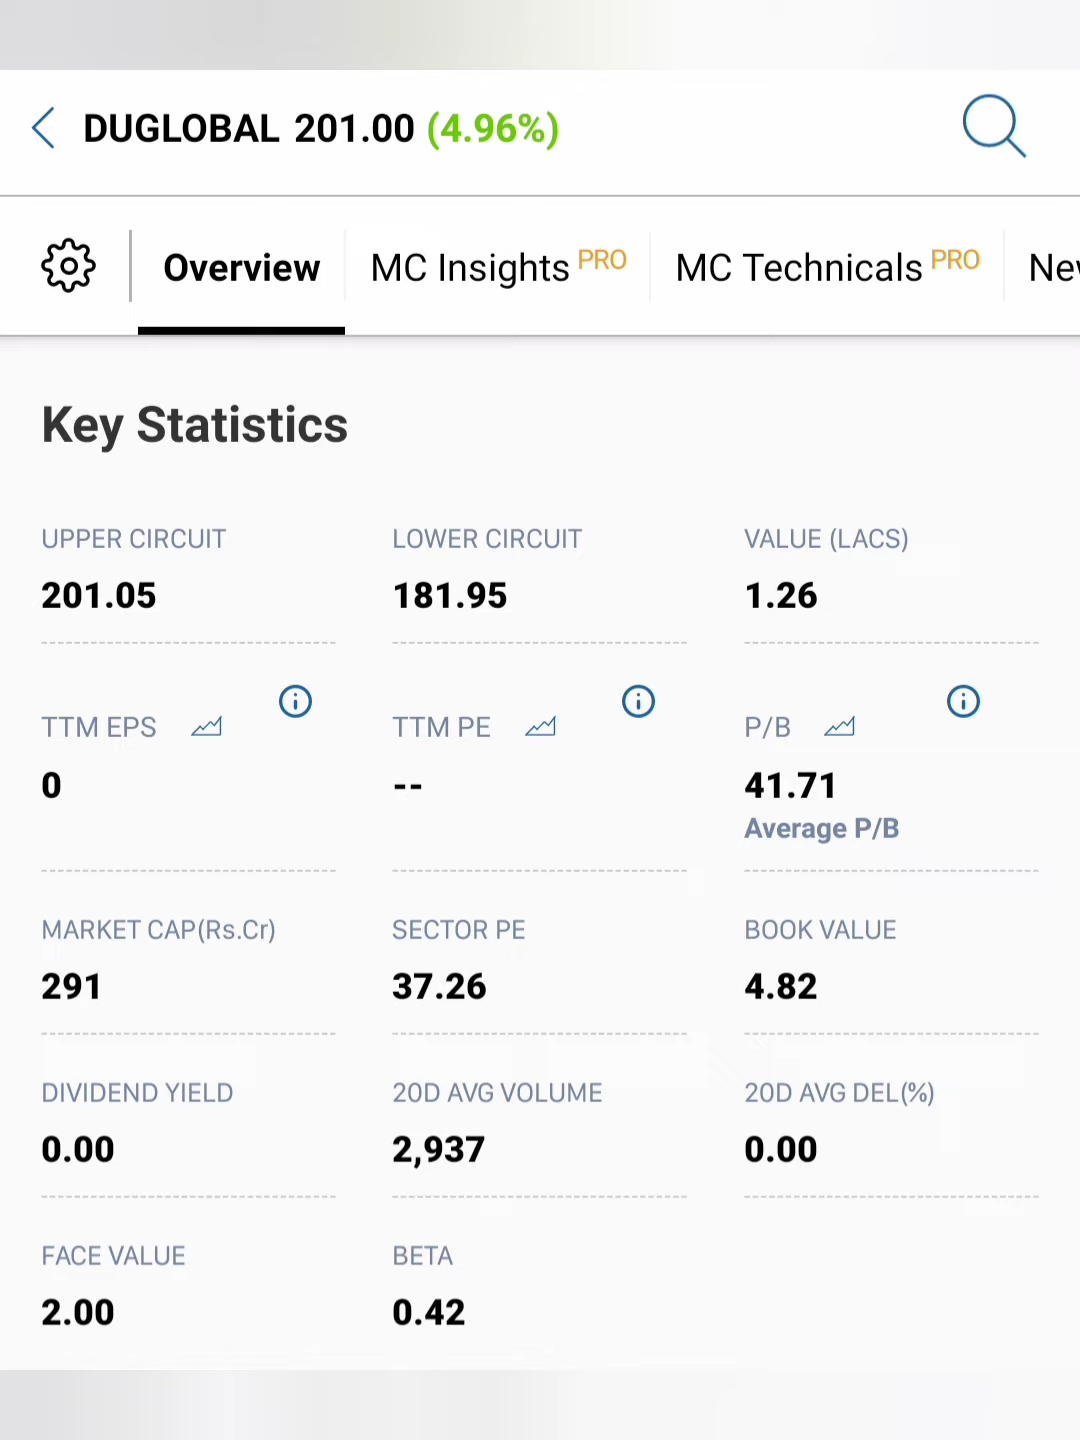 DUGLOBAL 201.00 (4.96%)
Overview MC Insights PRO MC Technicals PRO
Key Statistics
UPPER CIRCUIT LOWER CIRCUIT VALUE (LACS)
201.05 181.95 1.26
TTM EPS TTM PE P/B
0 -- 41.71
Average P/B
MARKET CAP(Rs.Cr) SECTOR PE BOOK VALUE
291 37.26 4.82
DIVIDEND YIELD 20D AVG VOLUME 20D AVG DEL(%)
0.00 2,937 0.00
FACE VALUE BETA
2.00 0.42